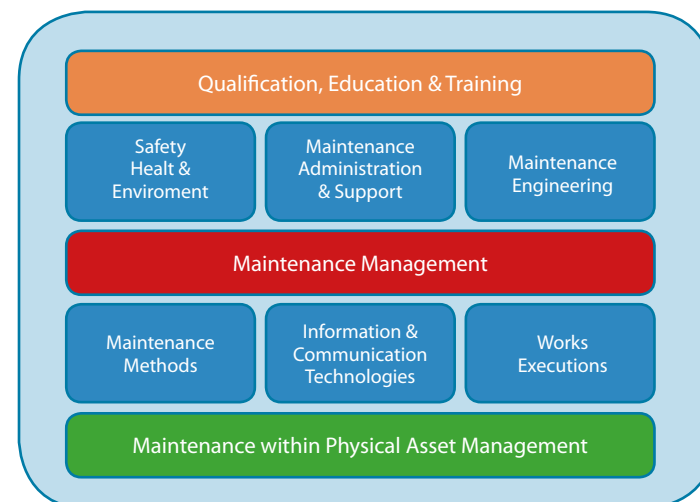 Qualification, Education & Training
Safety
Healt &
Enviroment
Maintenance
Administration
& Support
Maintenance
Engineering
Maintenance Management
Maintenance
Methods
Information &
Communication
Technologies
Works
Executions
Maintenance within Physical Asset Management